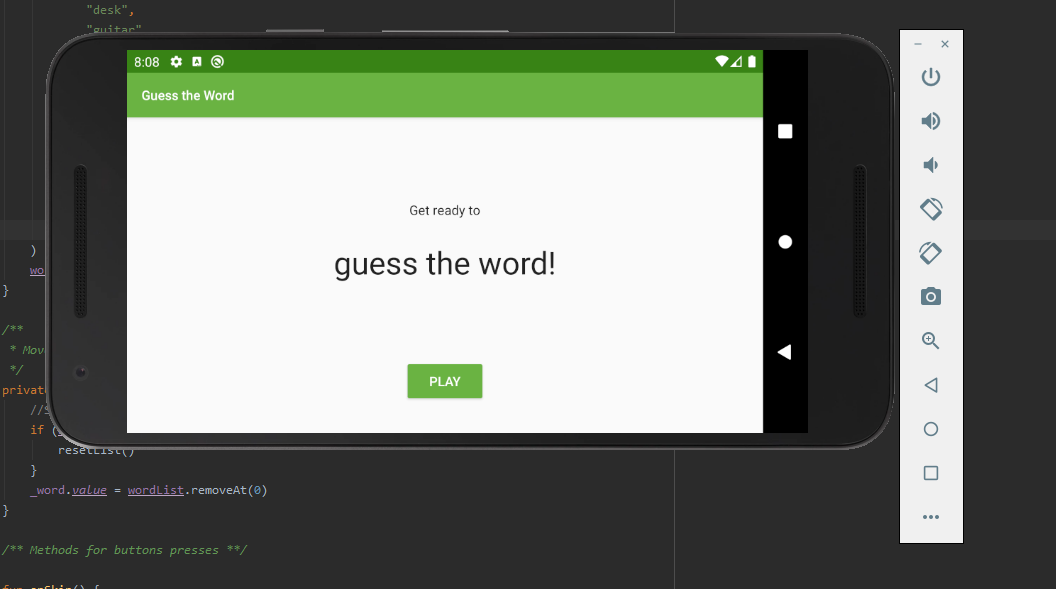 "desk",
"guitar"
8:08
Guess the Word
Get ready to
guess the word!
PLAY
)
wo
}
/**
* Mov
*/
privat
//S
if (
resetList()
}
_word.value = wordList.removeAt(0)
}
/** Methods for buttons presses **/
fun onSkip() {